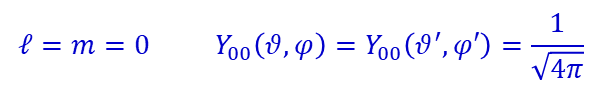 ℓ = m = 0 Y₀₀(ϑ, φ) = Y₀₀(ϑ′, φ′) = 1/√4π